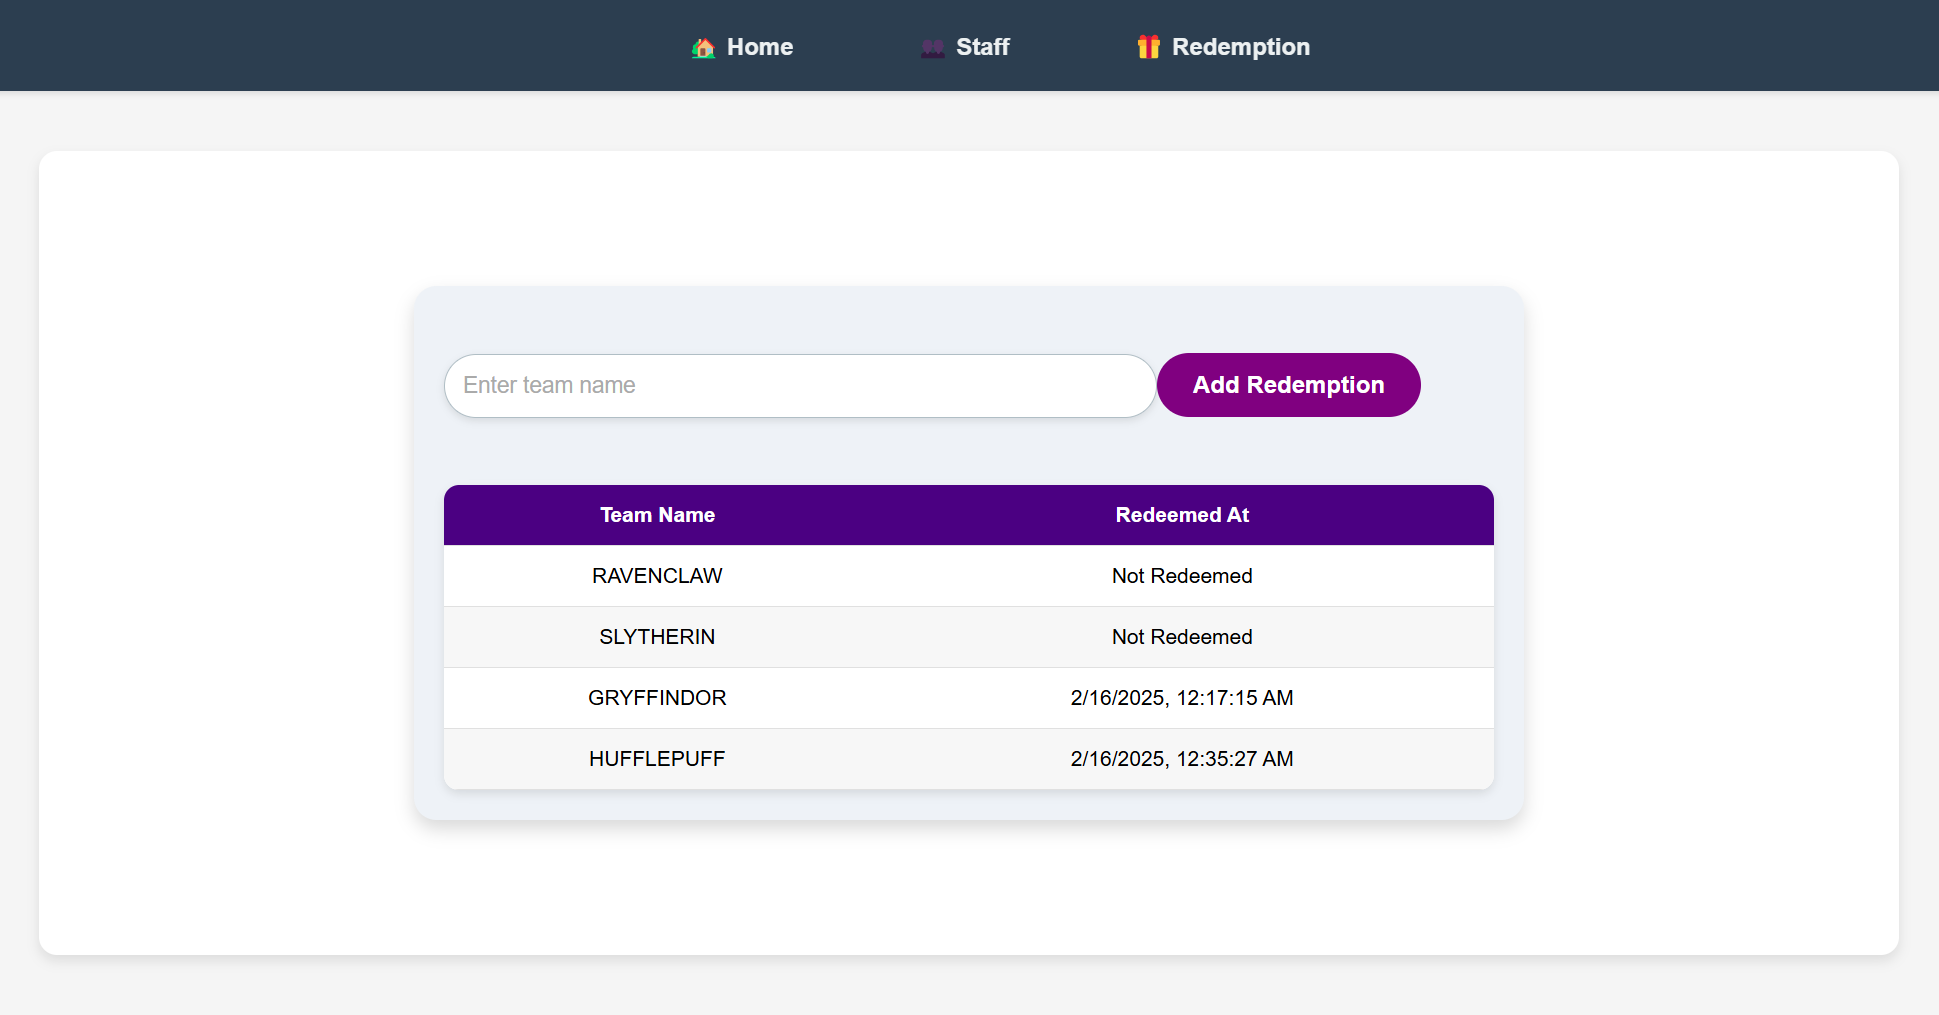 Home Staff Redemption
Enter team name Add Redemption
Team Name Redeemed At
RAVENCLAW Not Redeemed
SLYTHERIN Not Redeemed
GRYFFINDOR 2/16/2025, 12:17:15 AM
HUFFLEPUFF 2/16/2025, 12:35:27 AM